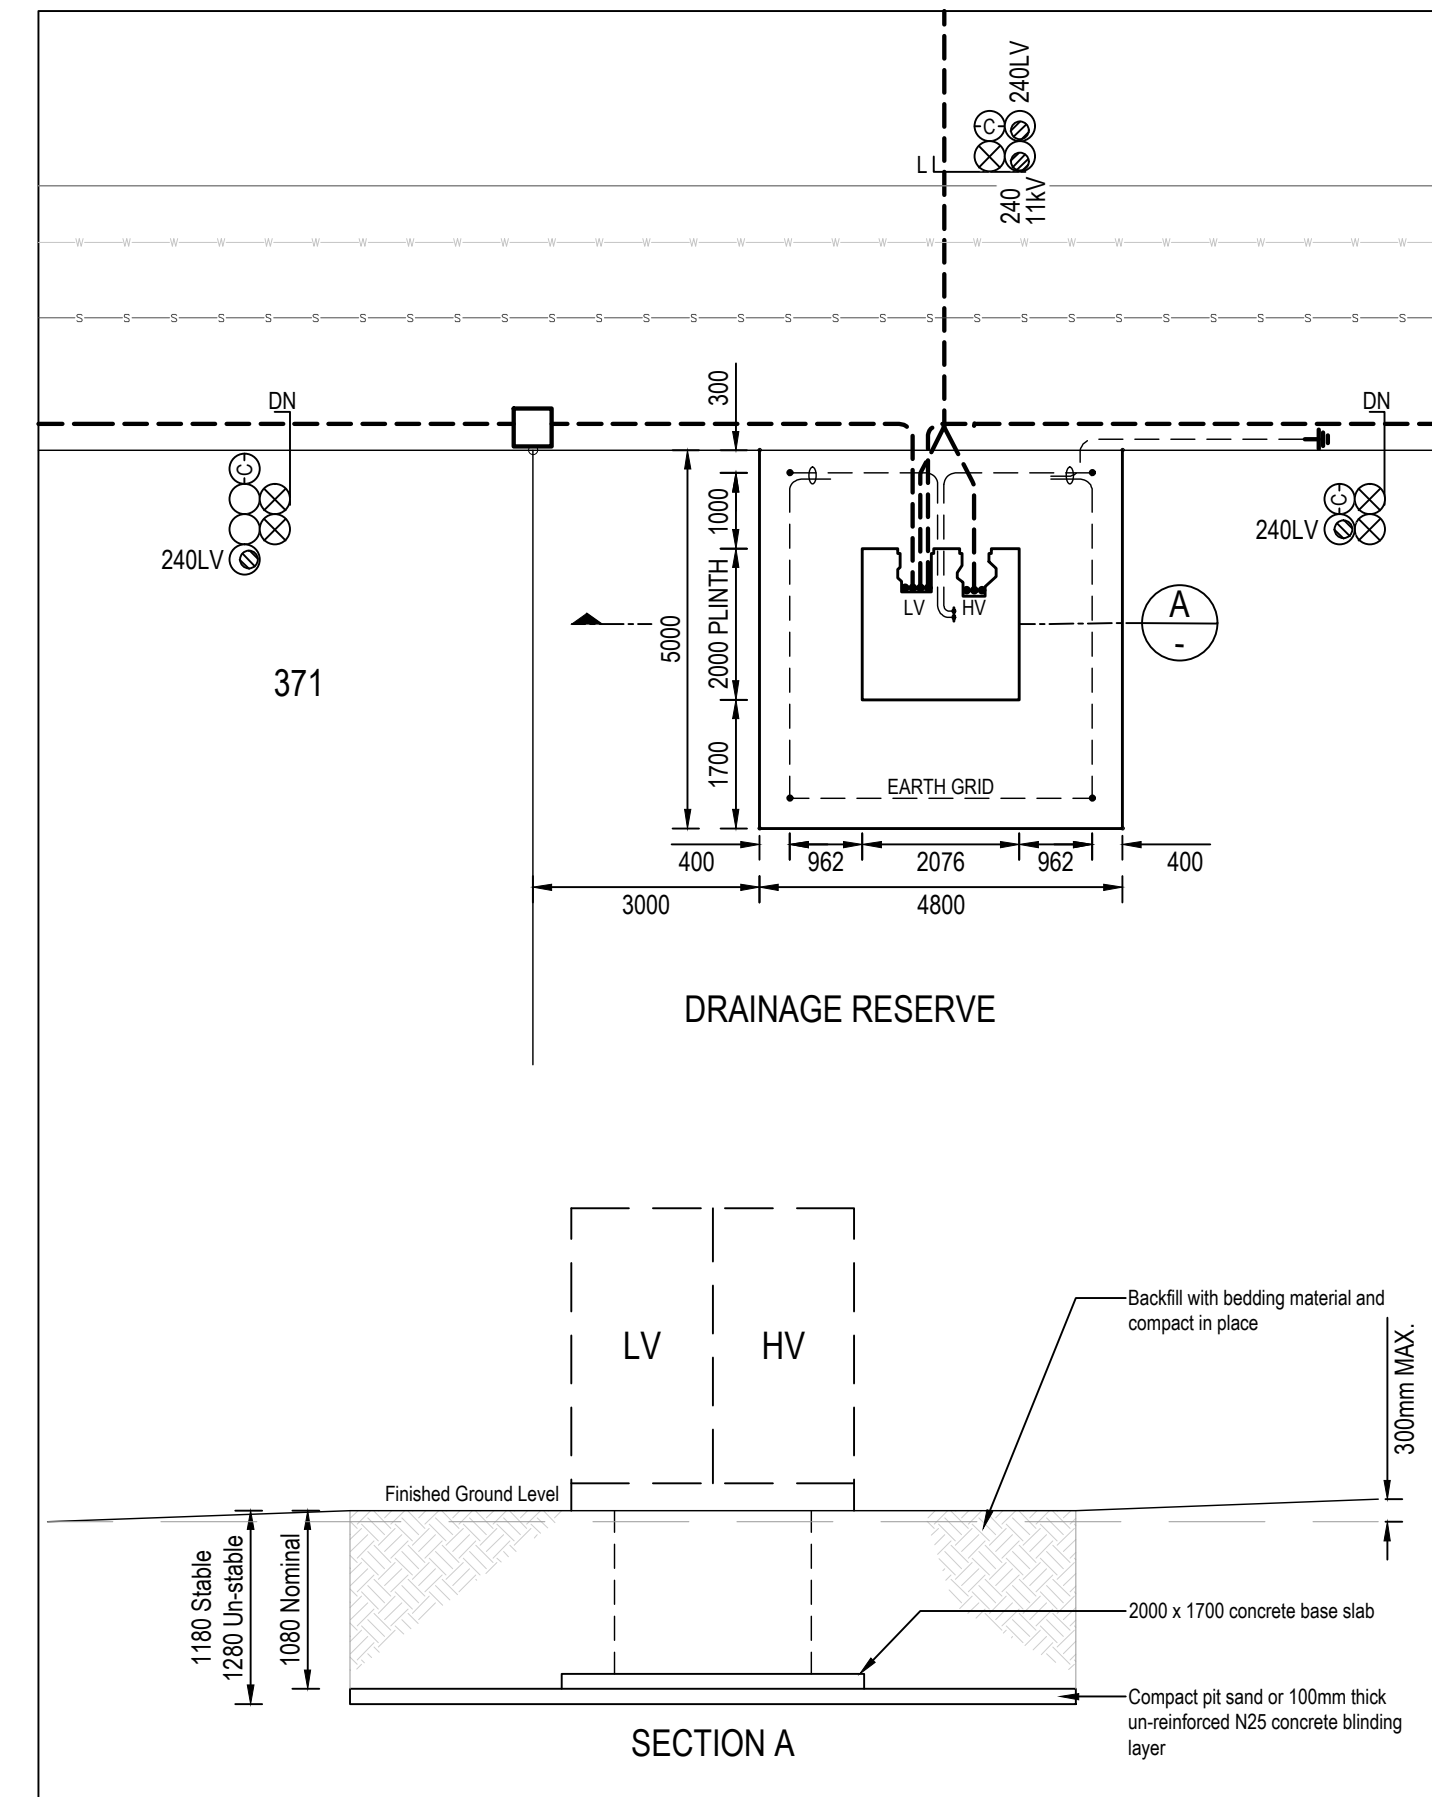 240LV
C
L L
240
11kV
W W W W W W W W W W W W W W W W W W W W W W W W W W W W W
S S S S S S S S S S S S S S S S S S S S S S S S S S S S S
300
DN
DN
C
240LV
C
240LV
1000
2000 PLINTH
5000
1700
LV
HV
A
-
371
EARTH GRID
400
962
2076
962
400
3000
4800
DRAINAGE RESERVE
LV
HV
Backfill with bedding material and
compact in place
300mm MAX.
Finished Ground Level
1180 Stable
1280 Un-stable
1080 Nominal
2000 x 1700 concrete base slab
Compact pit sand or 100mm thick
un-reinforced N25 concrete blinding
layer
SECTION A